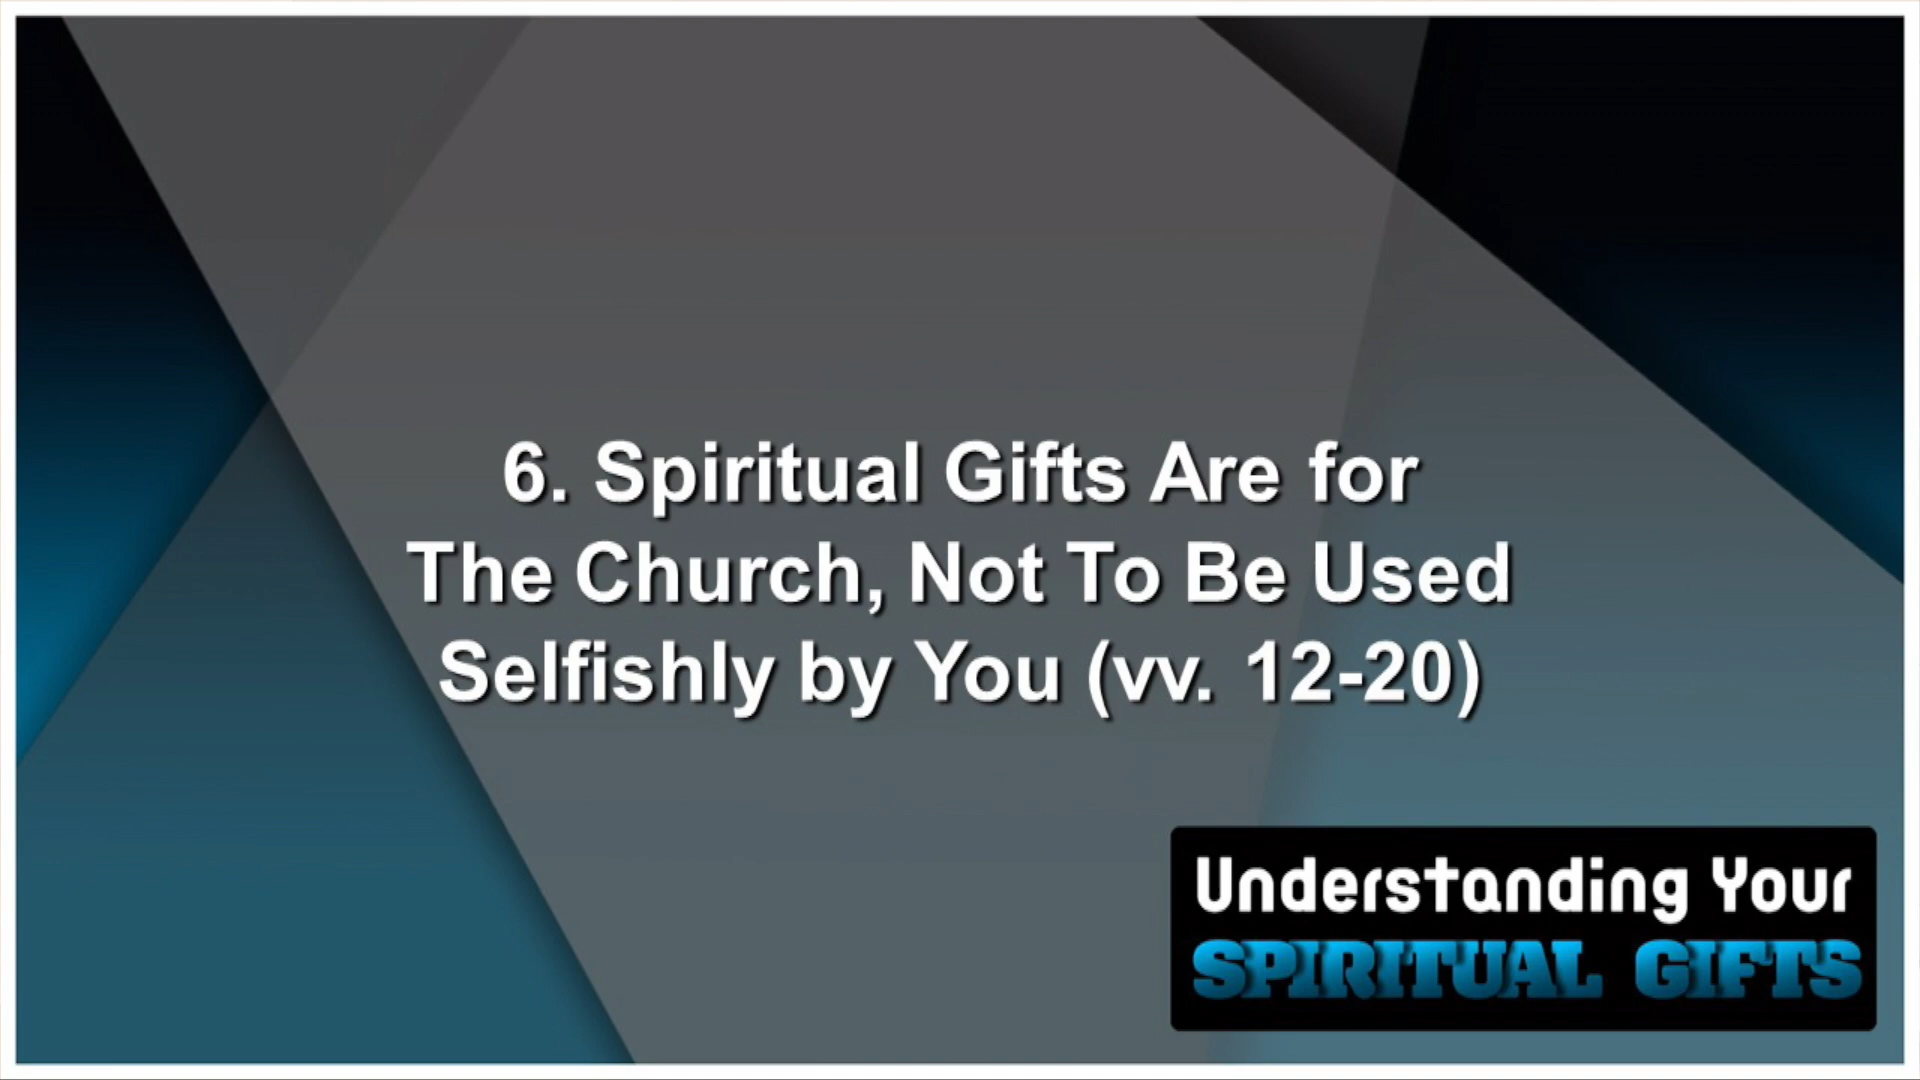 6. Spiritual Gifts Are for
The Church, Not To Be Used
Selfishly by You (vv. 12-20)
Understanding Your
SPIRITUAL GIFTS